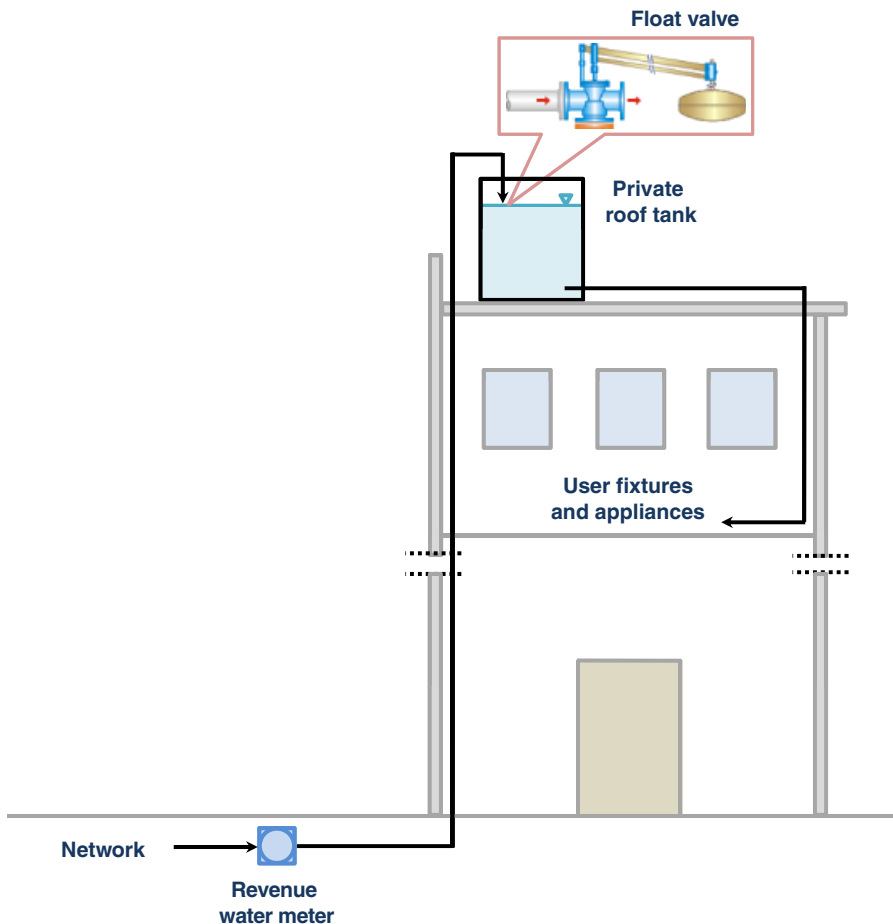 Float valve
Private
roof tank
User fixtures
and appliances
Network
Revenue
water meter